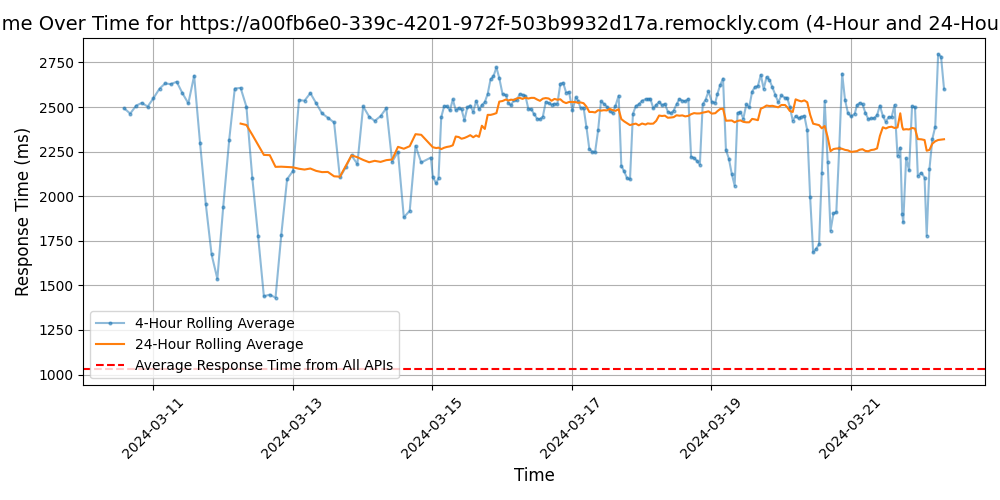 me Over Time for https://a00fb6e0-339c-4201-972f-503b9932d17a.remockly.com (4-Hour and 24-Hou
Response Time (ms)
2750
2500
2250
2000
1750
1500
1250
1000
4-Hour Rolling Average
24-Hour Rolling Average
Average Response Time from All APIs
2024-03-11
2024-03-13
2024-03-15
2024-03-17
2024-03-19
2024-03-21
Time